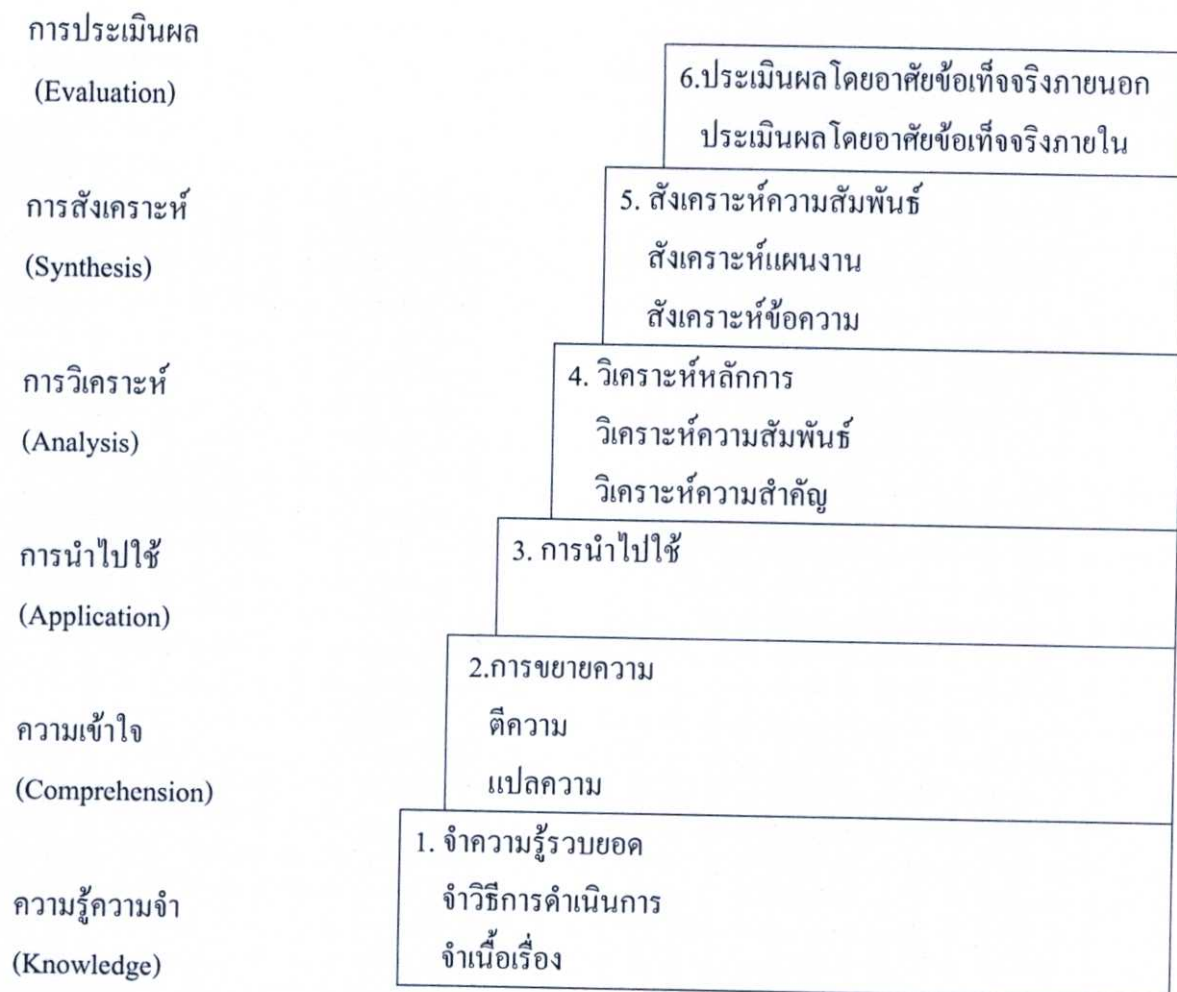 การประเมินผล
(Evaluation)
6.ประเมินผลโดยอาศัยข้อเท็จจริงภายนอก
ประเมินผลโดยอาศัยข้อเท็จจริงภายใน
การสังเคราะห์
(Synthesis)
5. สังเคราะห์ความสัมพันธ์
สังเคราะห์แผนงาน
สังเคราะห์ข้อความ
การวิเคราะห์
(Analysis)
4. วิเคราะห์หลักการ
วิเคราะห์ความสัมพันธ์
วิเคราะห์ความสำคัญ
การนำไปใช้
(Application)
3. การนำไปใช้
ความเข้าใจ
(Comprehension)
2.การขยายความ
ตีความ
แปลความ
ความรู้ความจำ
(Knowledge)
1. จำความรู้รวบยอด
จำวิธีการดำเนินการ
จำเนื้อเรื่อง